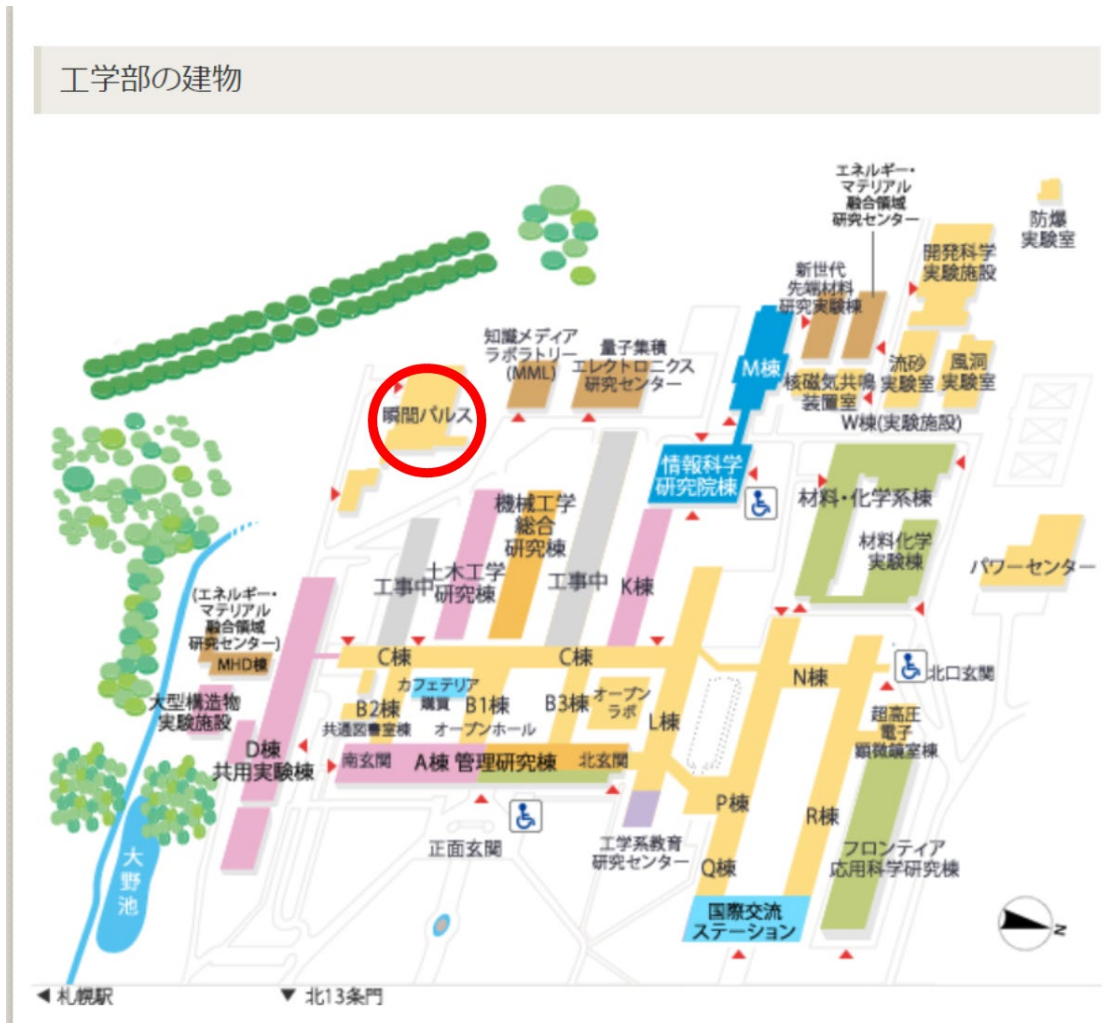 工学部の建物
エネルギー・
マテリアル
融合領域
研究センター
防爆
実験室
開発科学
実験施設
新世代
先端材料
研究実験棟
知識メディア
ラボラトリー
(MML)
量子集積
エレクトロニクス
研究センター
M棟
核磁気共鳴
装置室
流砂
実験室
風洞
実験室
瞬間パルス
W棟(実験施設)
情報科学
研究院棟
材料・化学系棟
機械工学
総合
研究棟
材料化学
実験棟
パワーセンター
工事中
土木工学
研究棟
工事中
K棟
(エネルギー・
マテリアル
融合領域
研究センター)
MHD棟
C棟
C棟
N棟
北口玄関
大型構造物
実験施設
カフェテリア
購買
B2棟
共通図書室棟
B1棟
オープンホール
B3棟
オープン
ラボ
L棟
超高圧
電子
顕微鏡室棟
D棟
共用実験棟
南玄関
A棟 管理研究棟
北玄関
P棟
R棟
正面玄関
工学系教育
研究センター
Q棟
フロンティア
応用科学研究棟
大
野
池
国際交流
ステーション
N
◀ 札幌駅
▼ 北13条門